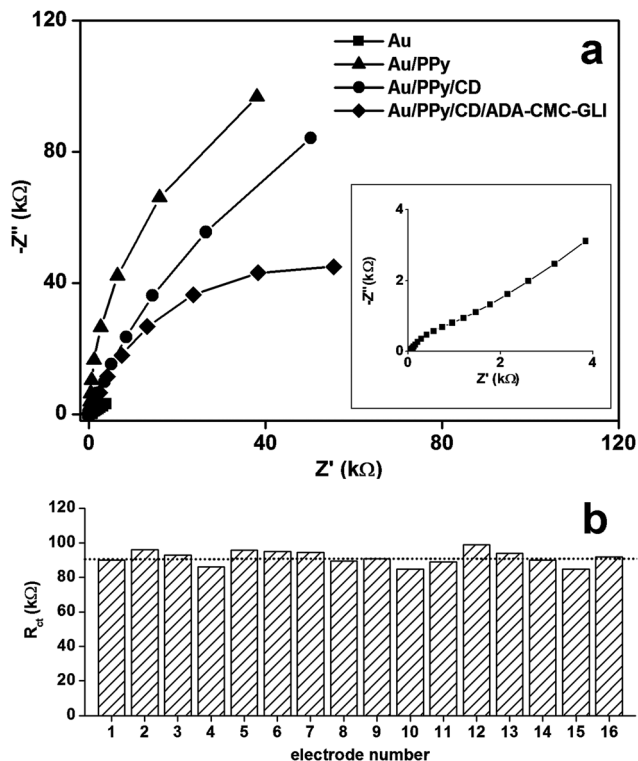 a
120
80
40
0
-Z" (kΩ)
Au
Au/PPy
Au/PPy/CD
Au/PPy/CD/ADA-CMC-GLI
4
2
0
-Z"(kΩ)
0 2 4
Z' (kΩ)
0 40 80 120
Z' (kΩ)
b
120
100
80
60
40
20
0
Rct (kΩ)
1 2 3 4 5 6 7 8 9 10 11 12 13 14 15 16
electrode number